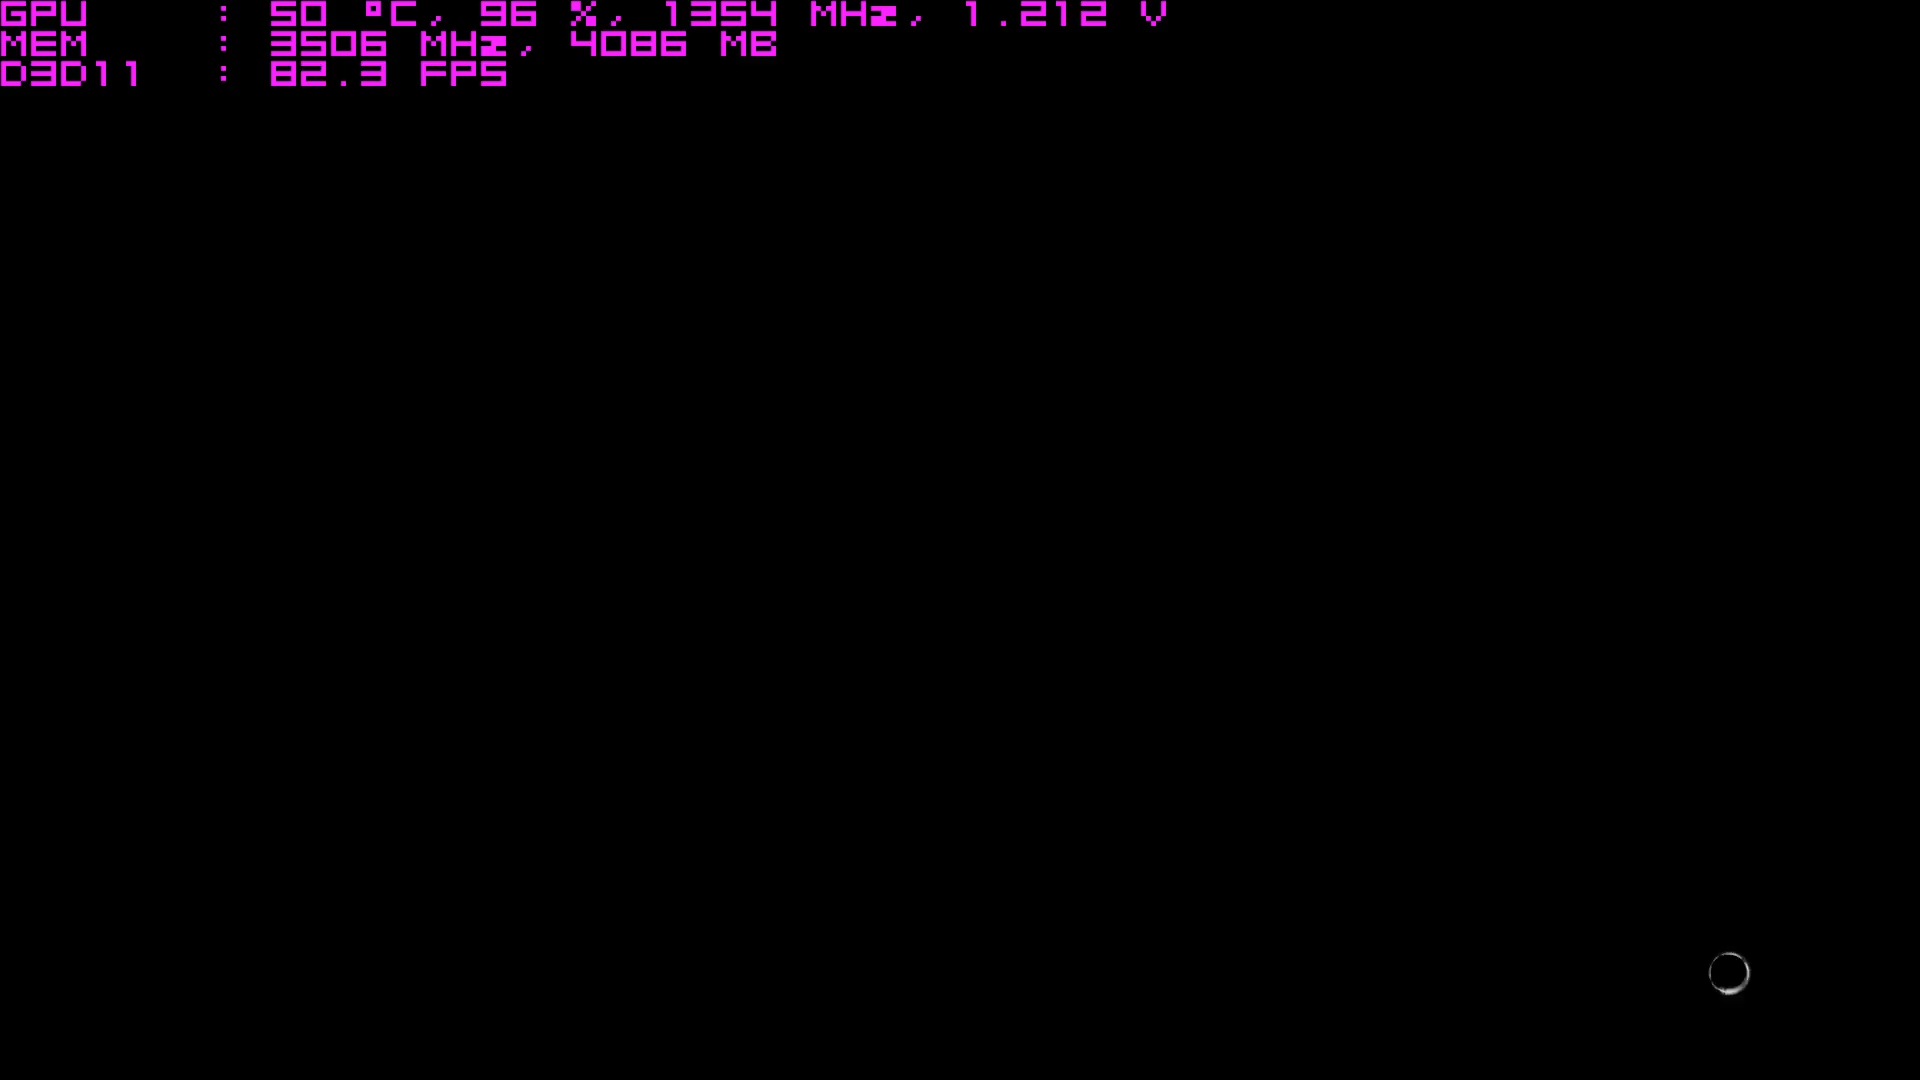 GPU : 50 °C, 96 %, 1354 MHz, 1.212 V
MEM : 3506 MHz, 4086 MB
D3D11 : 82.3 FPS